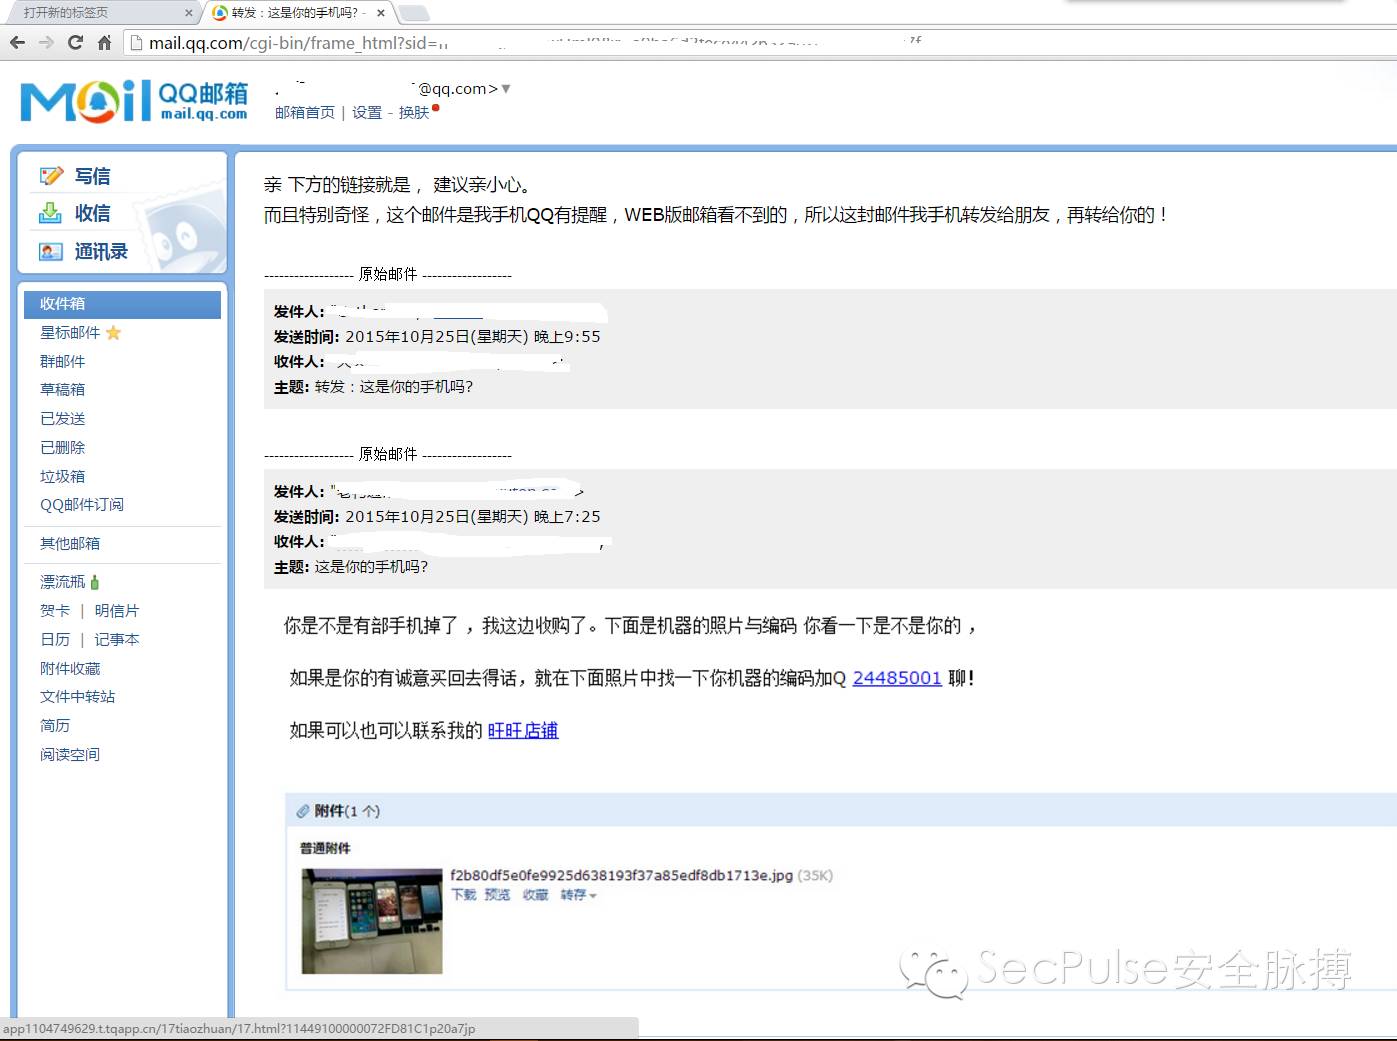 打开新的标签页
转发：这是你的手机吗? -
mail.qq.com/cgi-bin/frame_html?sid=
Mail QQ邮箱
mail.qq.com
@qq.com>
邮箱首页 | 设置 - 换肤
写信
收信
通讯录
收件箱
星标邮件
群邮件
草稿箱
已发送
已删除
垃圾箱
QQ邮件订阅
其他邮箱
漂流瓶
贺卡 | 明信片
日历 | 记事本
附件收藏
文件中转站
简历
阅读空间
亲 下方的链接就是， 建议亲小心。
而且特别奇怪，这个邮件是我手机QQ有提醒，WEB版邮箱看不到的，所以这封邮件我手机转发给朋友，再转给你的！
------------------ 原始邮件 ------------------
发件人:
发送时间: 2015年10月25日(星期天) 晚上9:55
收件人:
主题: 转发：这是你的手机吗?
------------------ 原始邮件 ------------------
发件人:
发送时间: 2015年10月25日(星期天) 晚上7:25
收件人:
主题: 这是你的手机吗?
你是不是有部手机掉了 ，我这边收购了。下面是机器的照片与编码 你看一下是不是你的 ，
如果是你的有诚意买回去得话，就在下面照片中找一下你机器的编码加Q 24485001 聊!
如果可以也可以联系我的 旺旺店铺
附件(1 个)
普通附件
f2b80df5e0fe9925d638193f37a85edf8db1713e.jpg (35K)
下载 预览 收藏 转存
SecPulse安全脉搏
app1104749629.t.tqapp.cn/17tiaozhuan/17.html?11449100000072FD81C1p20a7jp